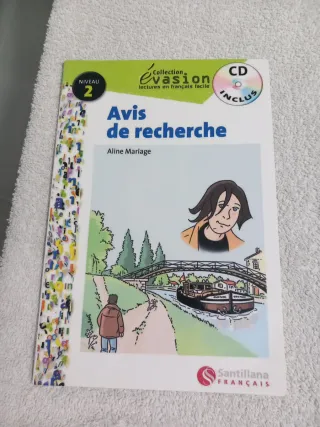 NIVEAU
2
Collection
évasion
lectures en français facile
CD
INCLUS
Avis
de recherche
Aline Mariage
Santillana
FRANÇAIS